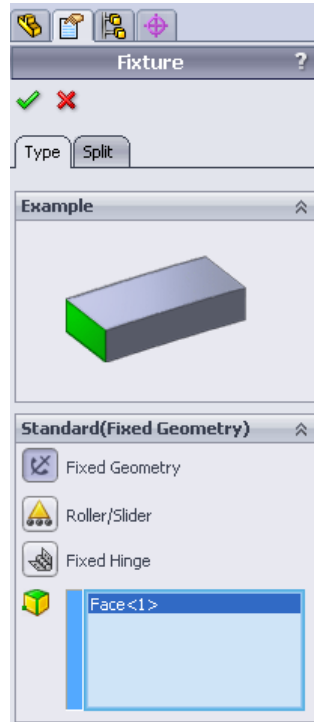 Fixture ?
Type Split
Example
Standard(Fixed Geometry)
Fixed Geometry
Roller/Slider
Fixed Hinge
Face<1>